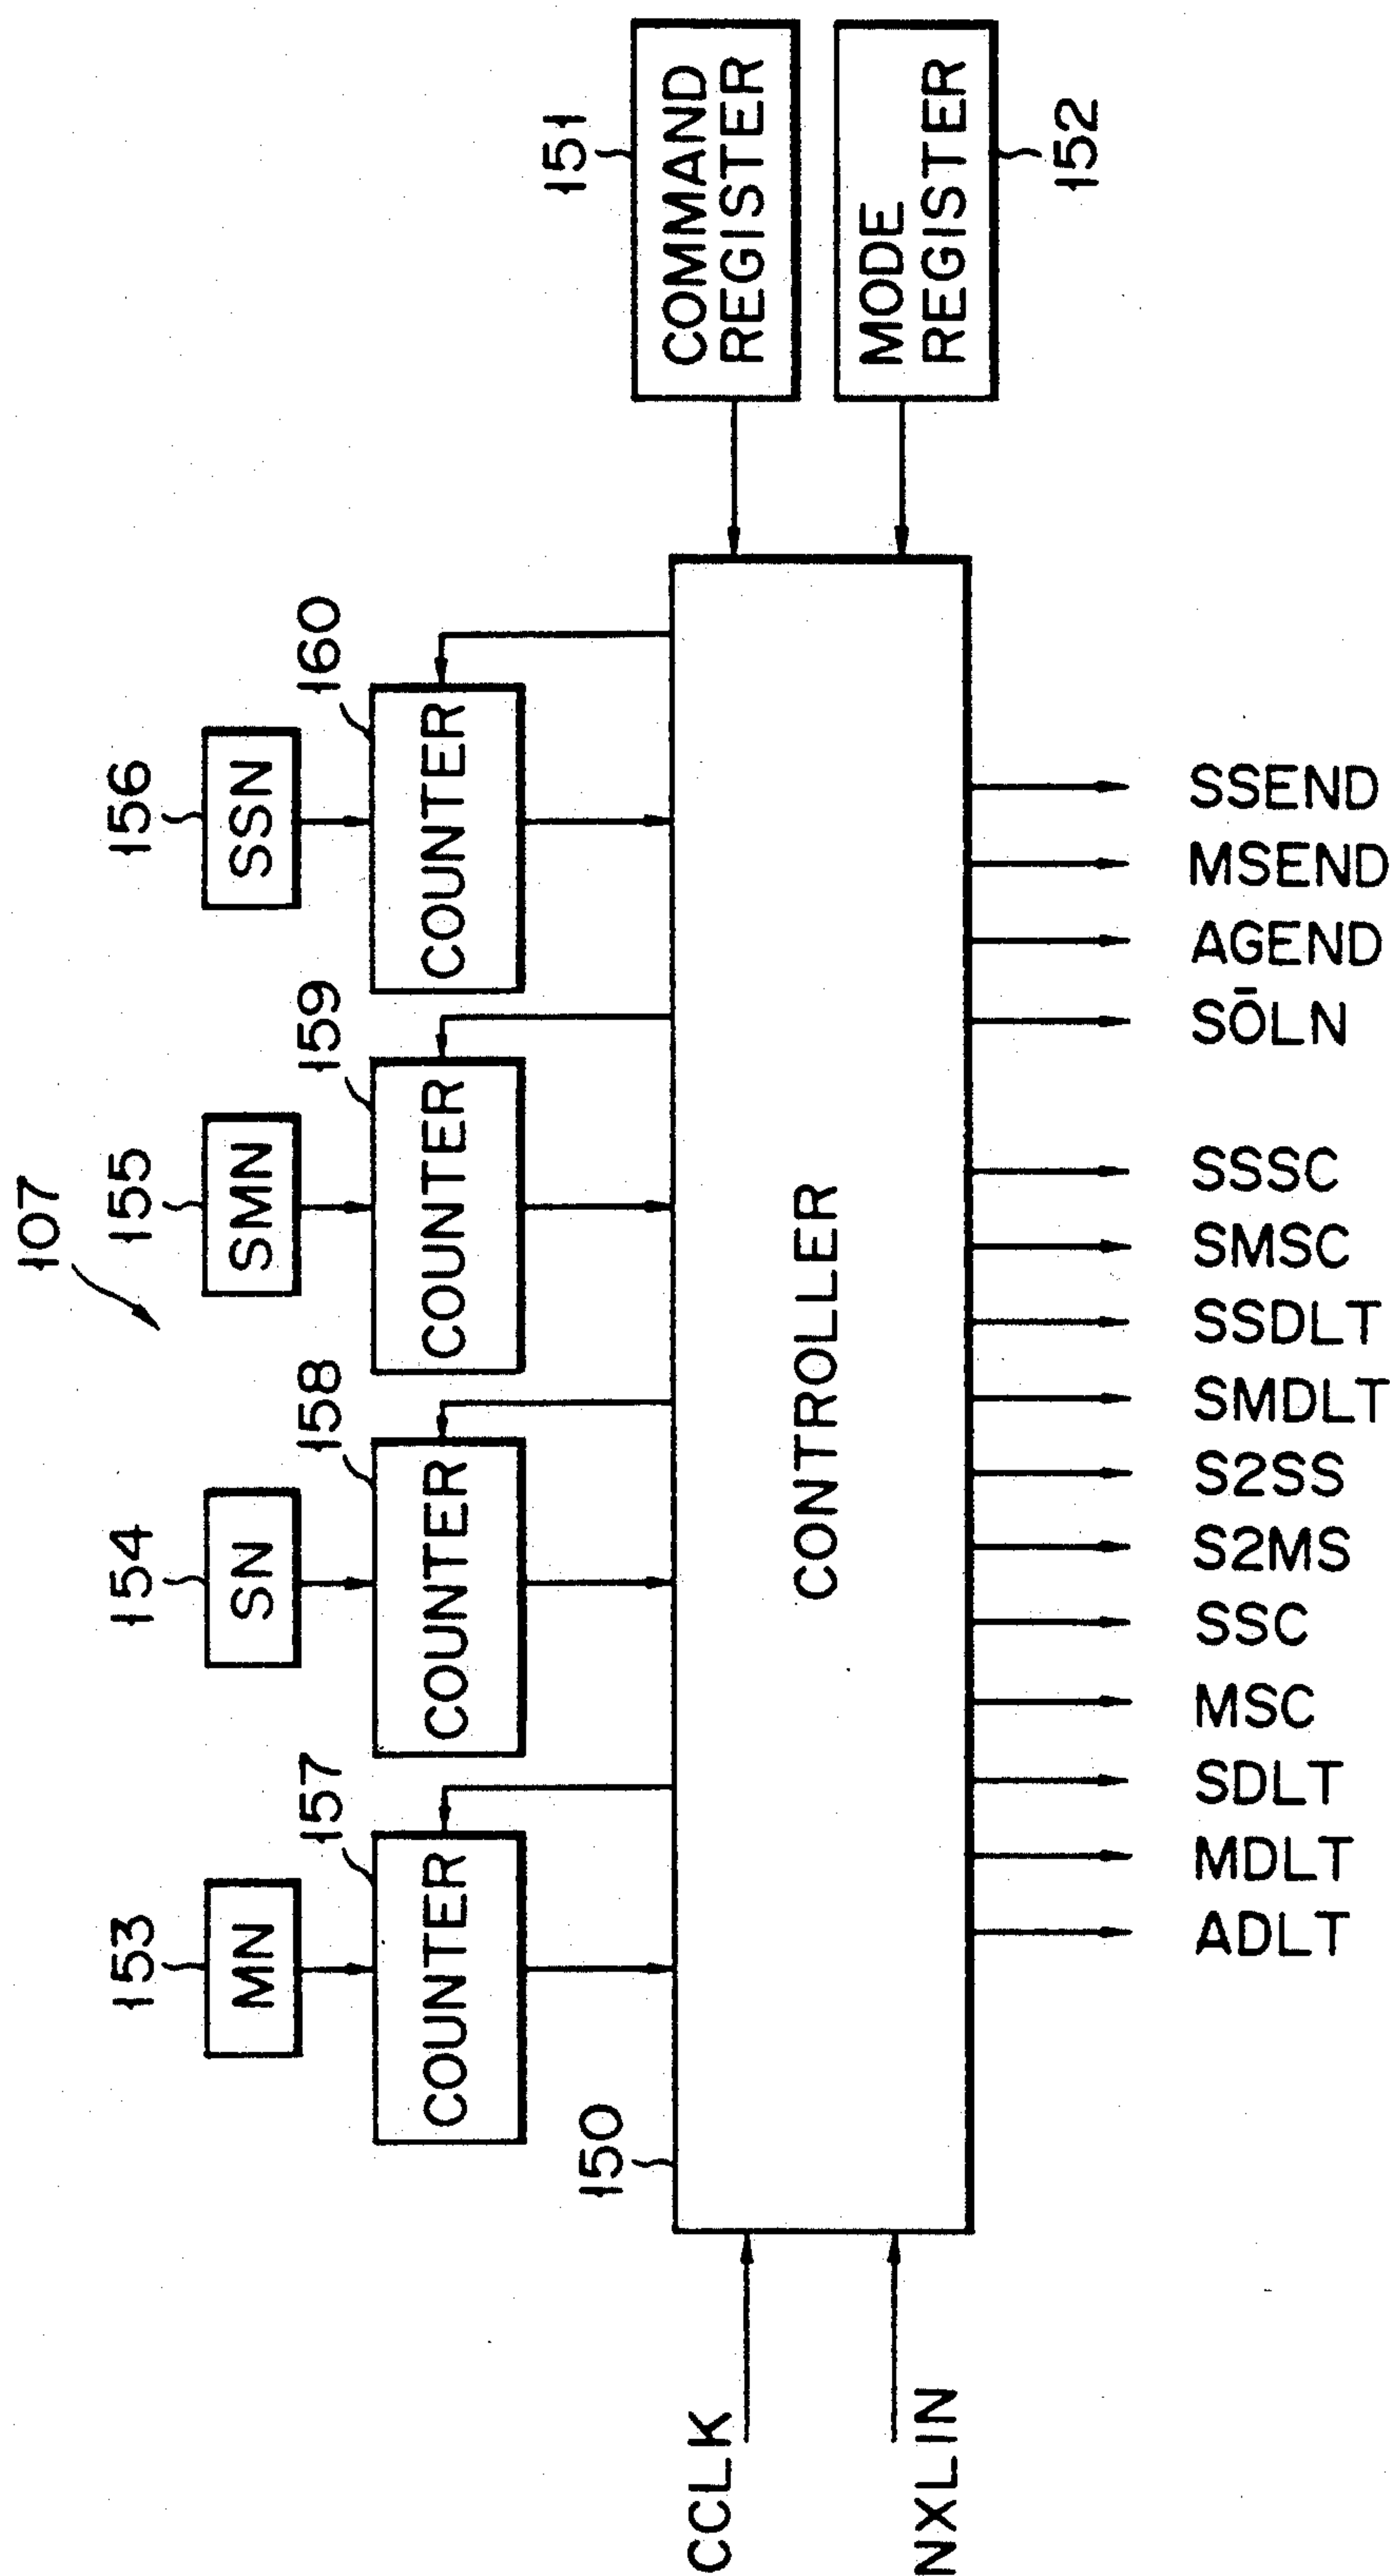 107
153
154
155
156
MN
SN
SMN
SSN
157
158
159
160
COUNTER
COUNTER
COUNTER
COUNTER
150
151
COMMAND
REGISTER
CCLK
CONTROLLER
NXLIN
MODE
REGISTER
152
ADLT
MDLT
SDLT
MSC
SSC
S2MS
S2SS
SMDLT
SSDLT
SMSC
SSSC
SŌLN
AGEND
MSEND
SSEND